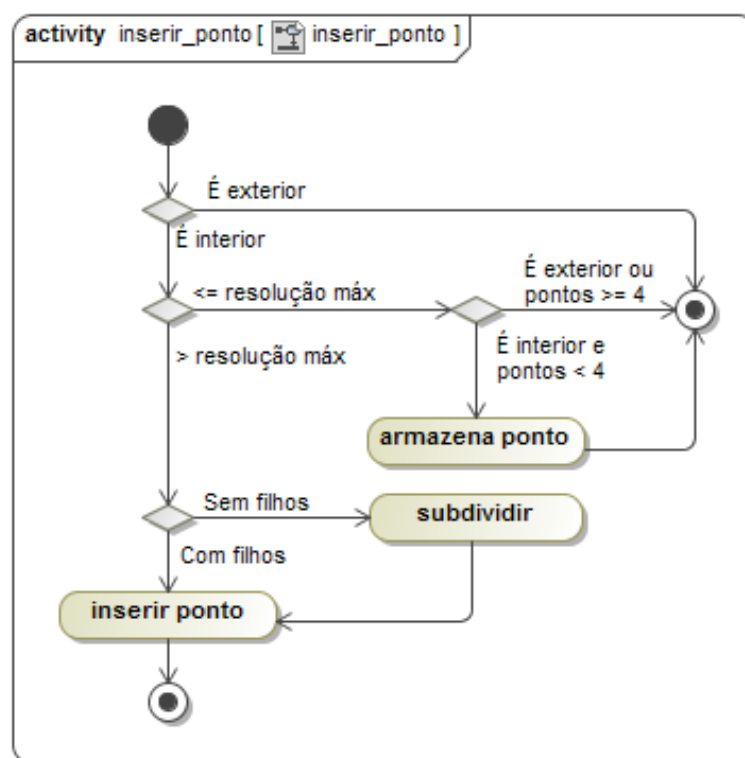 activity inserir_ponto [ inserir_ponto ]
É exterior
É interior
<= resolução máx
É exterior ou
pontos >= 4
> resolução máx
É interior e
pontos < 4
armazena ponto
Sem filhos
subdividir
Com filhos
inserir ponto